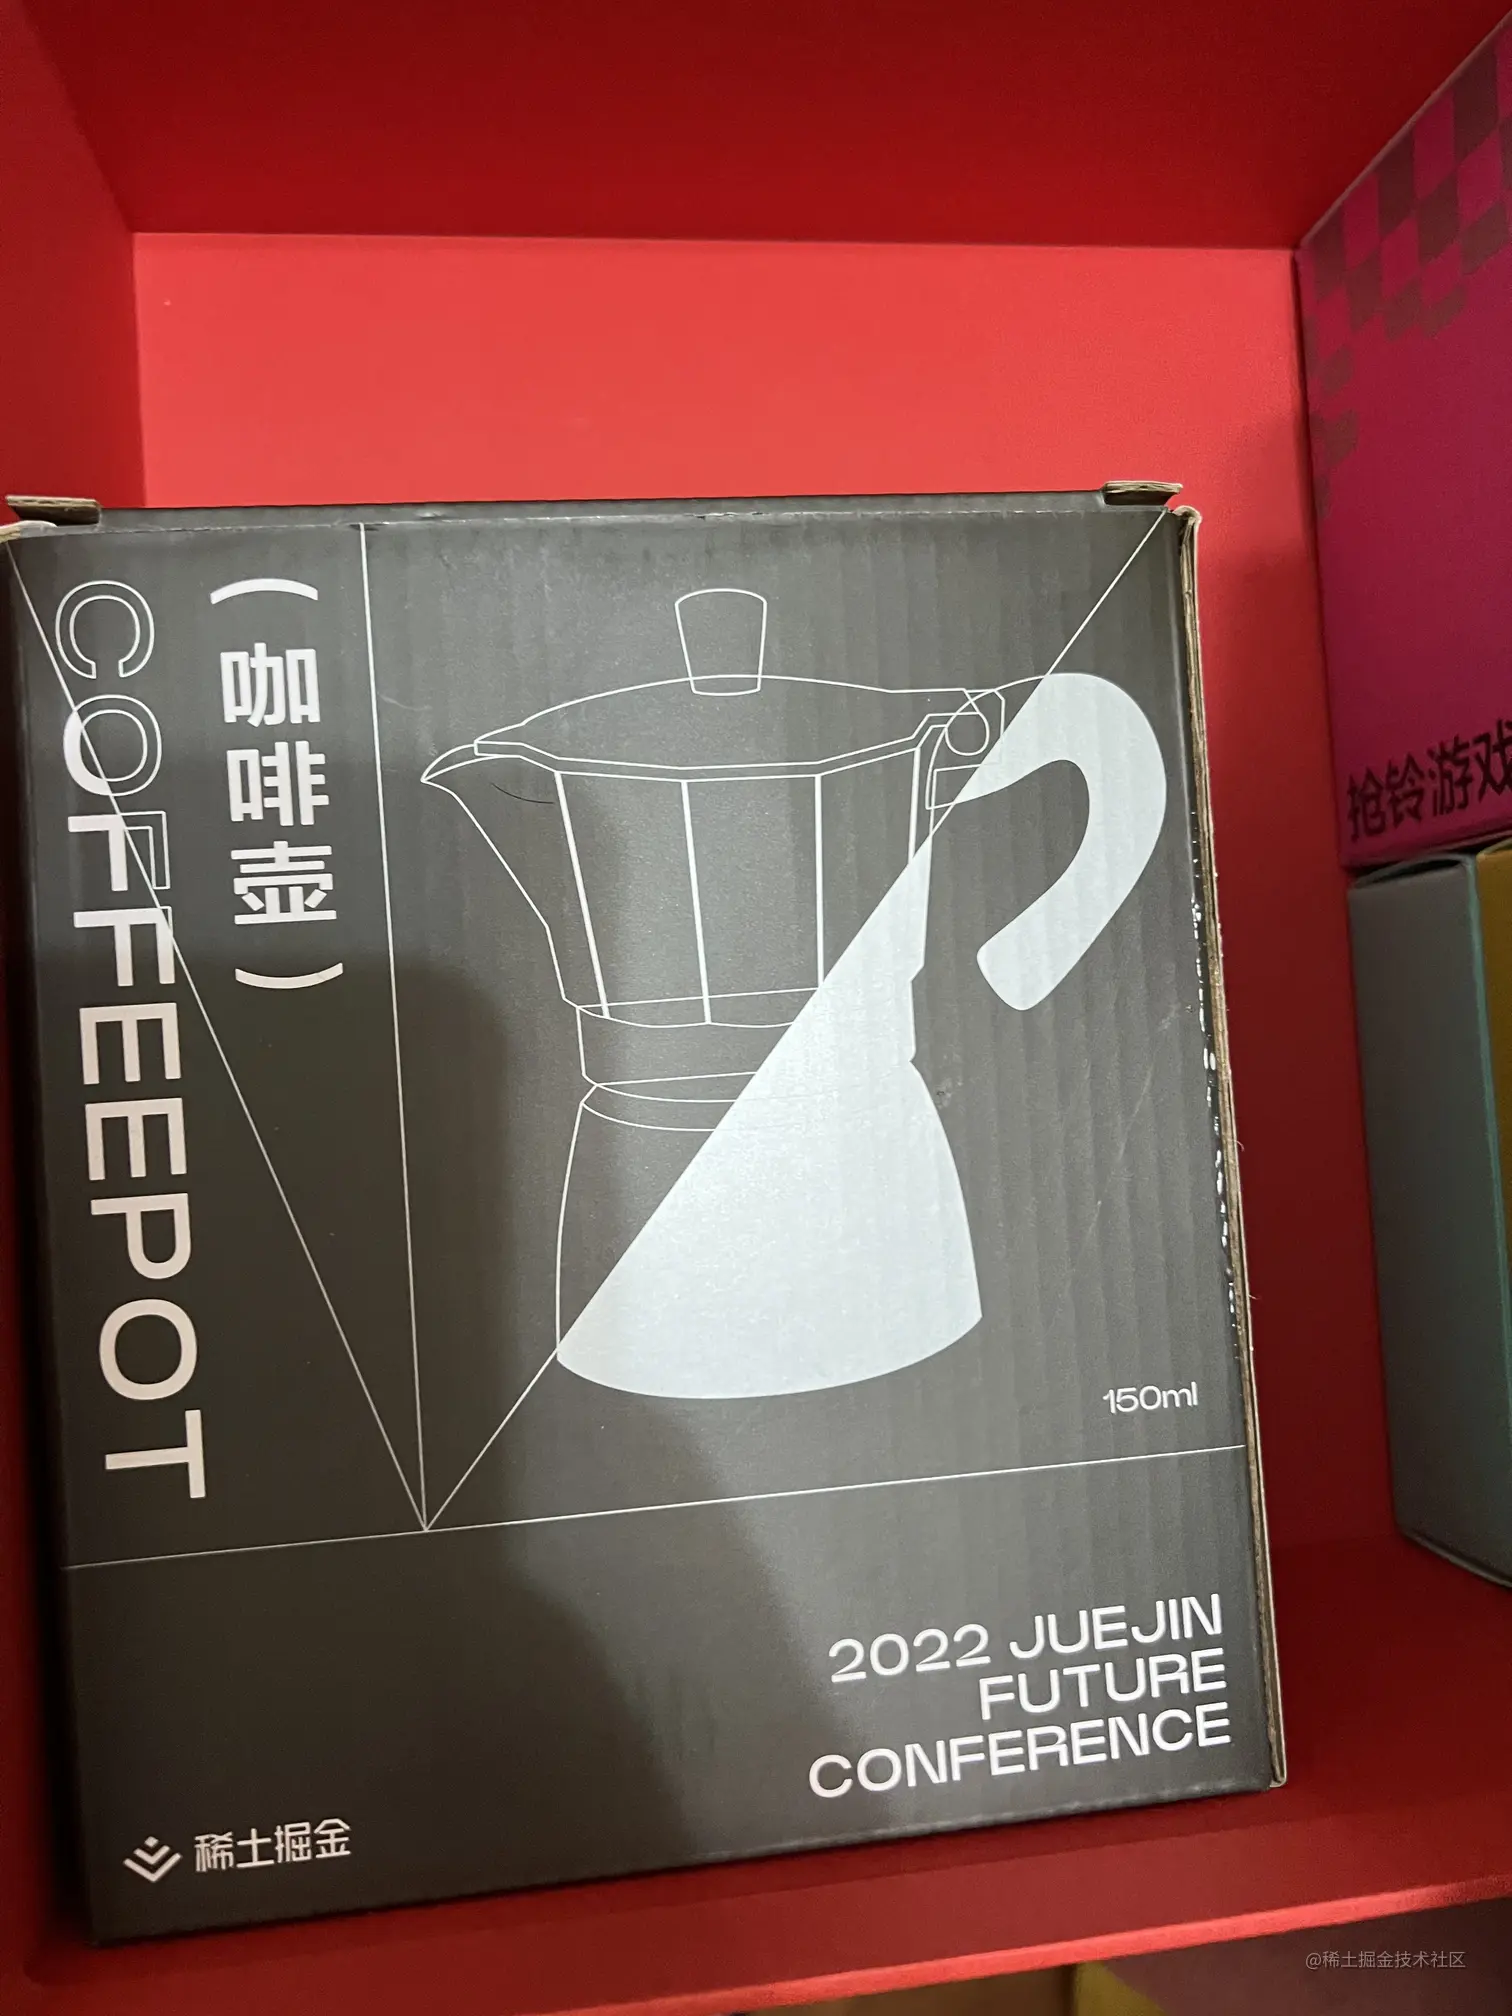 COFFEEPOT
（咖啡壶）
150ml
2022 JUEJIN
FUTURE
CONFERENCE
稀土掘金
抢铃游戏
@稀土掘金技术社区